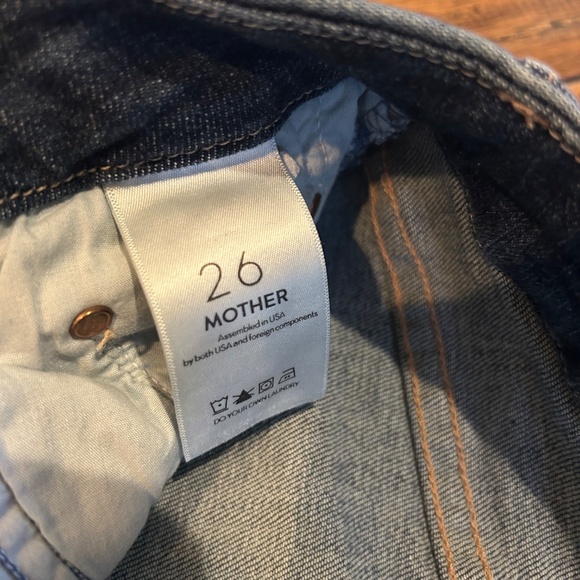 26
MOTHER
Assembled in USA
by both USA and foreign components
DO YOUR OWN LAUNDRY